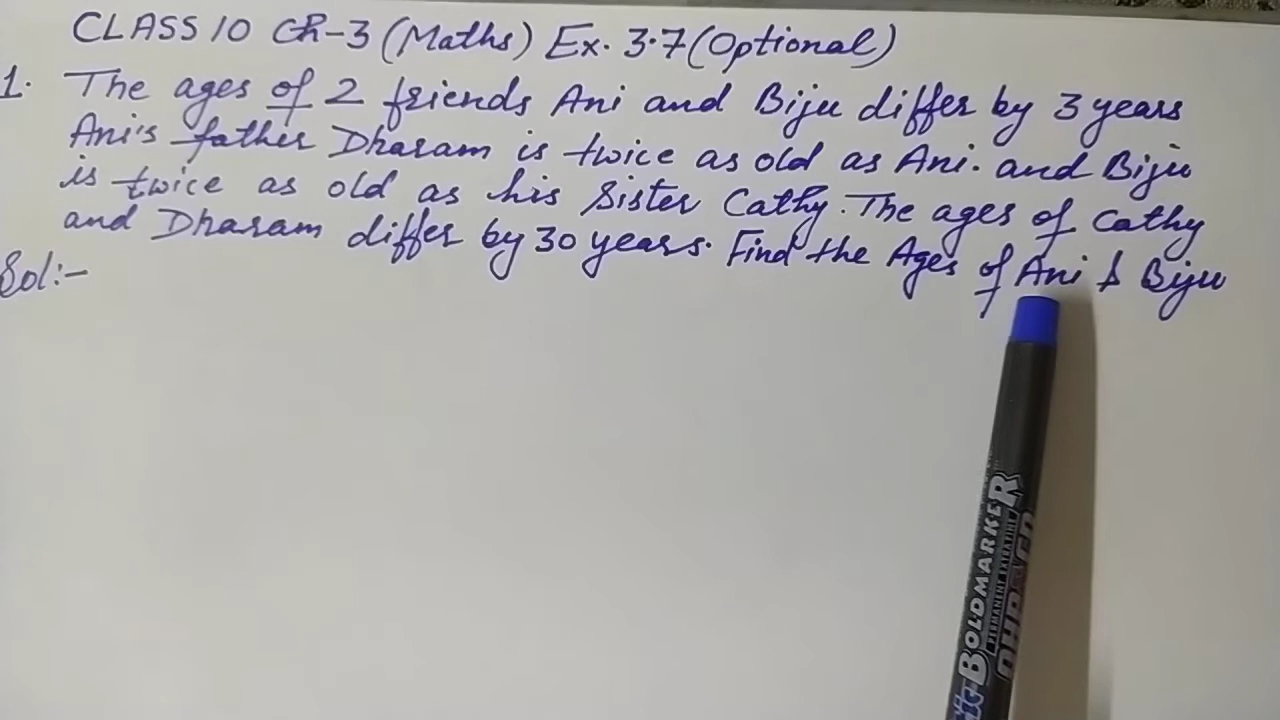 CLASS 10 Ch-3 (Maths) Ex. 3.7 (Optional)
1. The ages of 2 friends Ani and Biju differ by 3 years
Ani's father Dharam is twice as old as Ani. and Biju
is twice as old as his Sister Cathy. The ages of Cathy
and Dharam differ by 30 years. Find the Ages of Ani & Biju
Sol:-
BOLDMARKER
PERMANENT